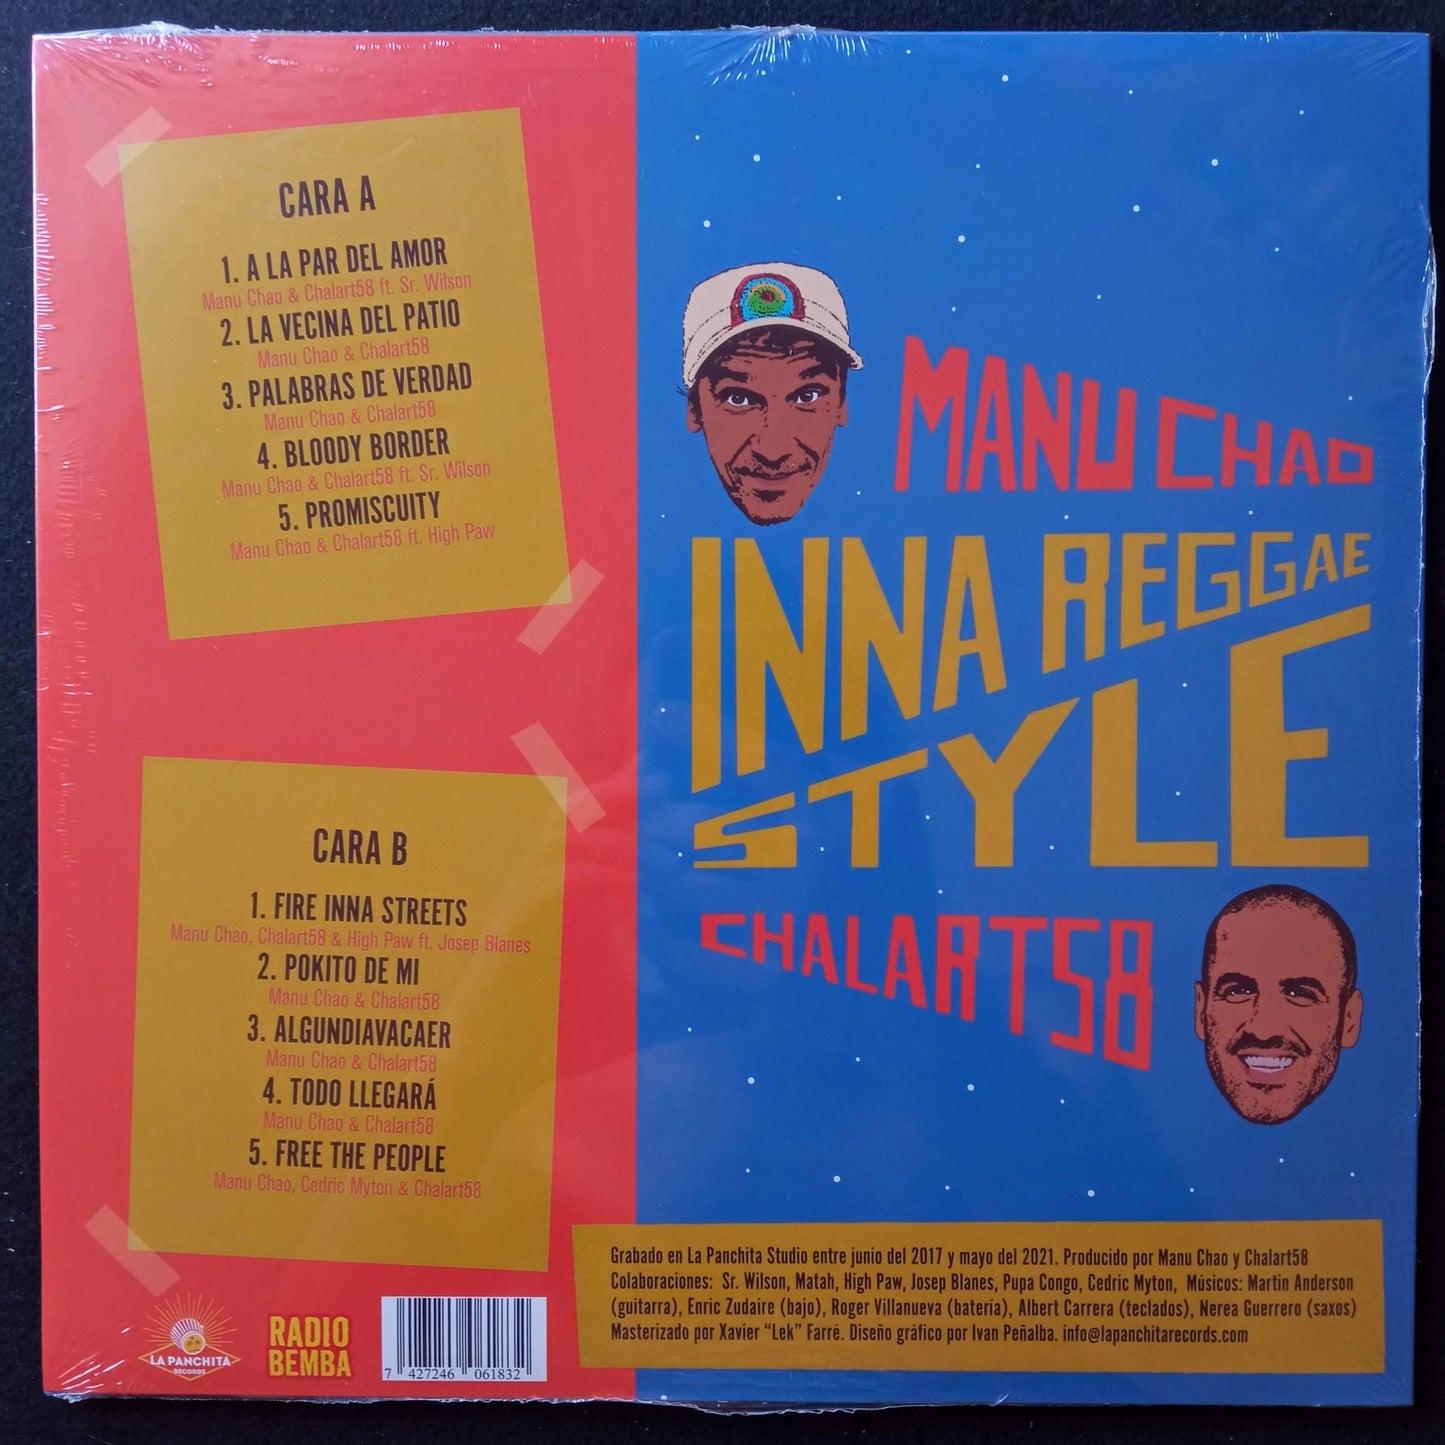 CARA A
1. A LA PAR DEL AMOR
Manu Chao & Chalart58 ft. Sr. Wilson
2. LA VECINA DEL PATIO
Manu Chao & Chalart58
3. PALABRAS DE VERDAD
Manu Chao & Chalart58
4. BLOODY BORDER
Manu Chao & Chalart58 ft. Sr. Wilson
5. PROMISCUITY
Manu Chao & Chalart58 ft. High Paw
CARA B
1. FIRE INNA STREETS
Manu Chao, Chalart58 & High Paw ft. Josep Blanes
2. POKITO DE MI
Manu Chao & Chalart58
3. ALGUNDIAVACAER
Manu Chao & Chalart58
4. TODO LLEGARÁ
Manu Chao & Chalart58
5. FREE THE PEOPLE
Manu Chao, Cedric Myton & Chalart58
LA PANCHITA
RECORDS
RADIO
BEMBA
7 427246 061832
MANU CHAO
INNA REGGAE
STYLE
CHALART58
Grabado en La Panchita Studio entre junio del 2017 y mayo del 2021. Producido por Manu Chao y Chalart58
Colaboraciones: Sr. Wilson, Matah, High Paw, Josep Blanes, Pupa Congo, Cedric Myton, Músicos: Martín Anderson
(guitarra), Enric Zudaire (bajo), Roger Villanueva (batería), Albert Carrera (teclados), Nerea Guerrero (saxos)
Masterizado por Xavier “Lek” Farré. Diseño gráfico por Ivan Peñalba. info@lapanchitarecords.com